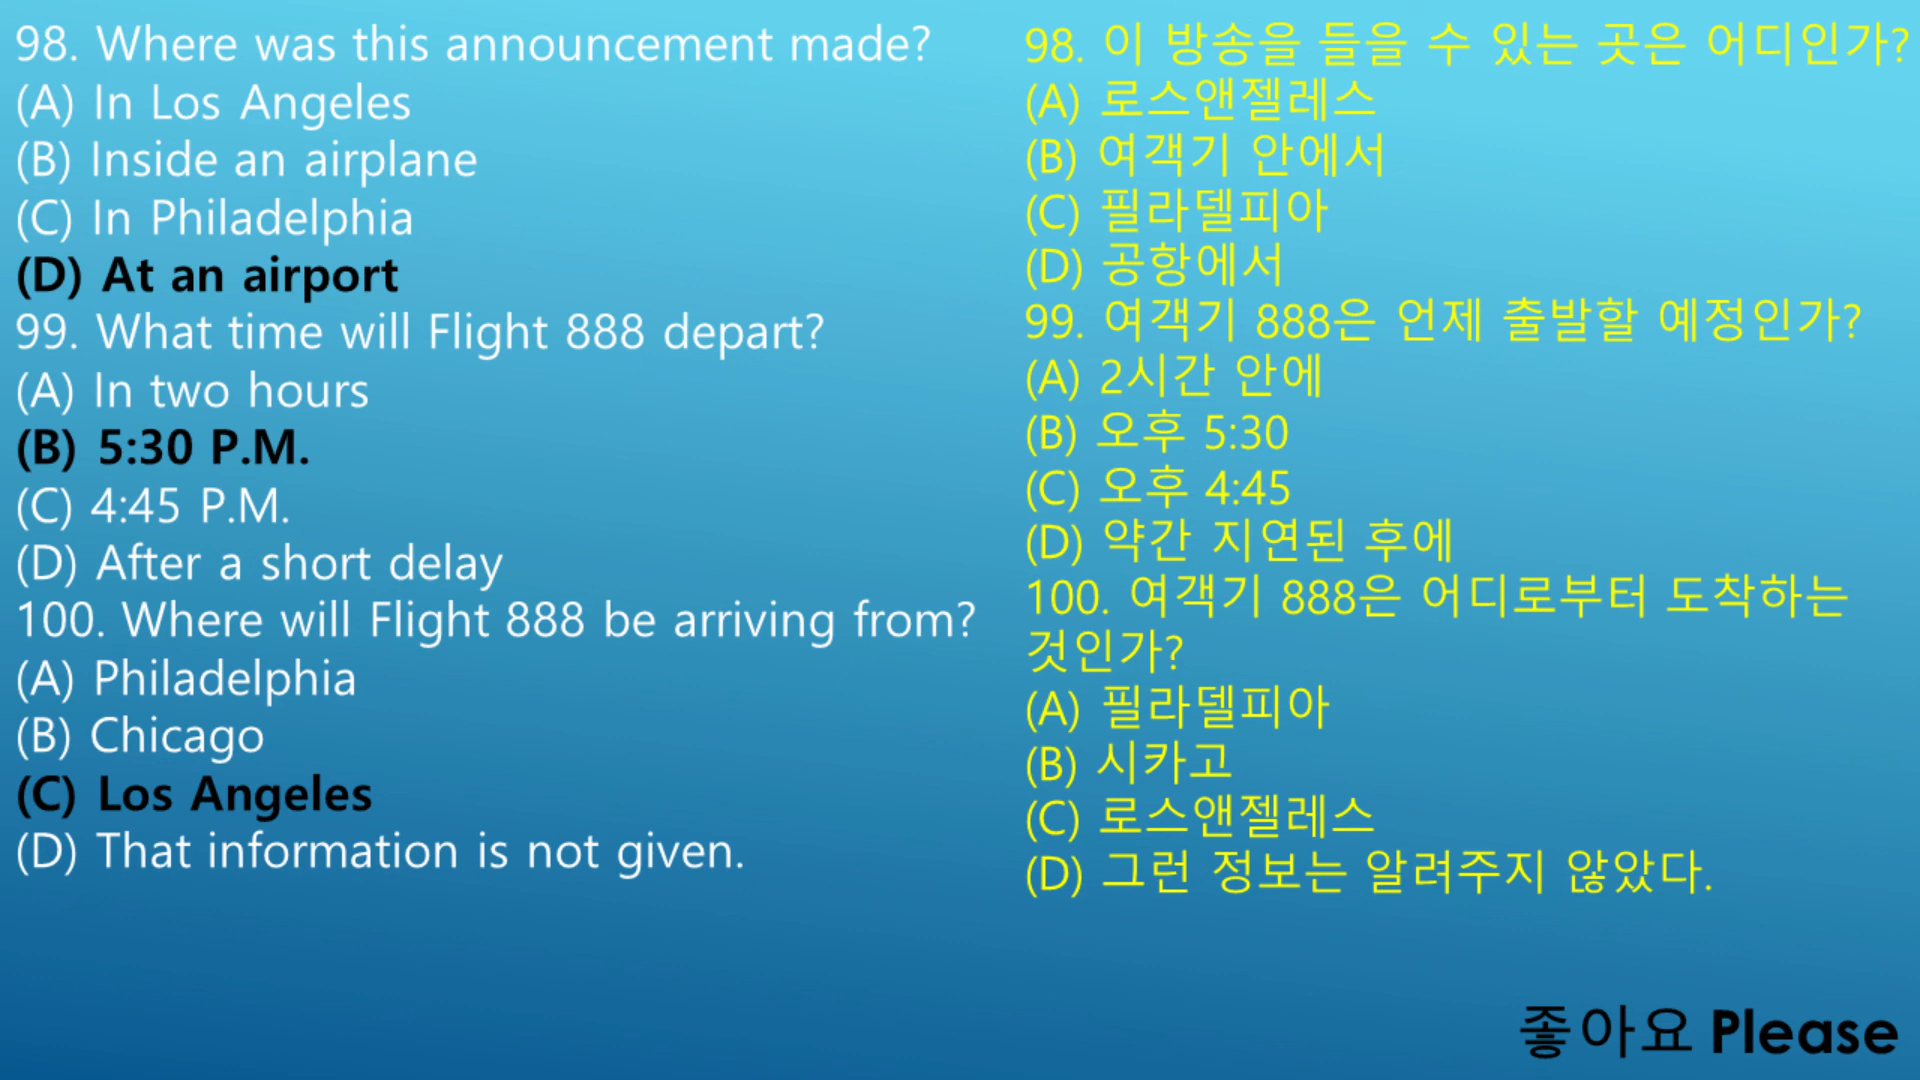 98. Where was this announcement made?
(A) In Los Angeles
(B) Inside an airplane
(C) In Philadelphia
(D) At an airport
99. What time will Flight 888 depart?
(A) In two hours
(B) 5:30 P.M.
(C) 4:45 P.M.
(D) After a short delay
100. Where will Flight 888 be arriving from?
(A) Philadelphia
(B) Chicago
(C) Los Angeles
(D) That information is not given.
98. 이 방송을 들을 수 있는 곳은 어디인가?
(A) 로스앤젤레스
(B) 여객기 안에서
(C) 필라델피아
(D) 공항에서
99. 여객기 888은 언제 출발할 예정인가?
(A) 2시간 안에
(B) 오후 5:30
(C) 오후 4:45
(D) 약간 지연된 후에
100. 여객기 888은 어디로부터 도착하는
것인가?
(A) 필라델피아
(B) 시카고
(C) 로스앤젤레스
(D) 그런 정보는 알려주지 않았다.
좋아요 Please